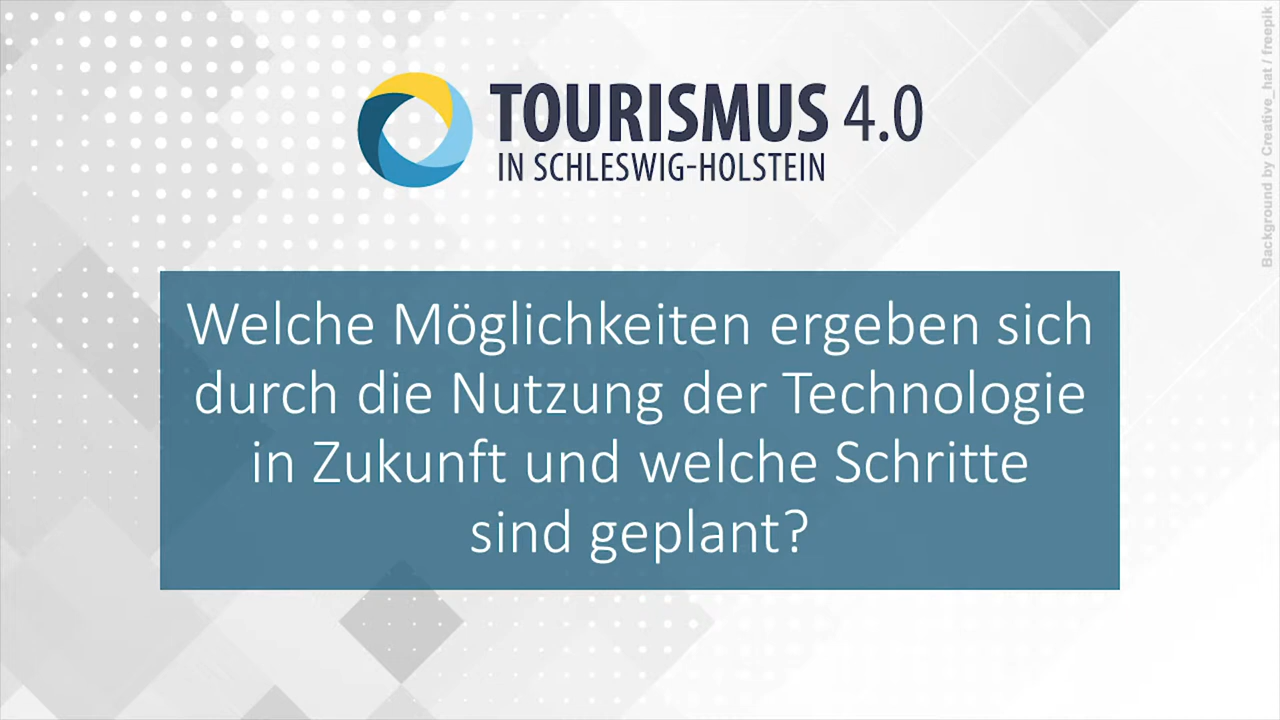 TOURISMUS 4.0
IN SCHLESWIG-HOLSTEIN
Welche Möglichkeiten ergeben sich
durch die Nutzung der Technologie
in Zukunft und welche Schritte
sind geplant?
Background by Creative_hat / freepik